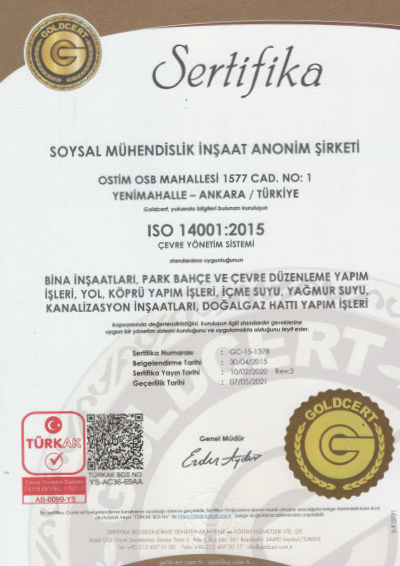 GOLDCERT
Sertifika
SOYSAL MÜHENDİSLİK İNŞAAT ANONİM ŞİRKETİ
OSTİM OSB MAHALLESİ 1577 CAD. NO: 1
YENİMAHALLE – ANKARA / TÜRKİYE
Goldcert, yukarıda bilgileri bulunan kuruluşun
ISO 14001:2015
ÇEVRE YÖNETİM SİSTEMİ
standardına uygunluğunun
BİNA İNŞAATLARI, PARK BAHÇE VE ÇEVRE DÜZENLEME YAPIM
İŞLERİ, YOL, KÖPRÜ YAPIM İŞLERİ, İÇME SUYU, YAĞMUR SUYU,
KANALİZASYON İNŞAATLARI, DOĞALGAZ HATTI YAPIM İŞLERİ
kapsamında değerlendirildiğini, kuruluşun ilgili standardın gereklerine
uygun bir yönetim sistemi kurduğunu ve uygulamakta olduğunu teyit eder.
Sertifika Numarası : GC-15-1378
Belgelendirme Tarihi : 30/04/2015
Sertifika Yayın Tarihi : 10/02/2020 Rev:3
Geçerlilik Tarihi : 07/05/2021
TÜRKAK
AB-0099-YS
TÜRKAK BDS NO
YS-AC36-E9AA
Genel Müdür
GOLDCERT